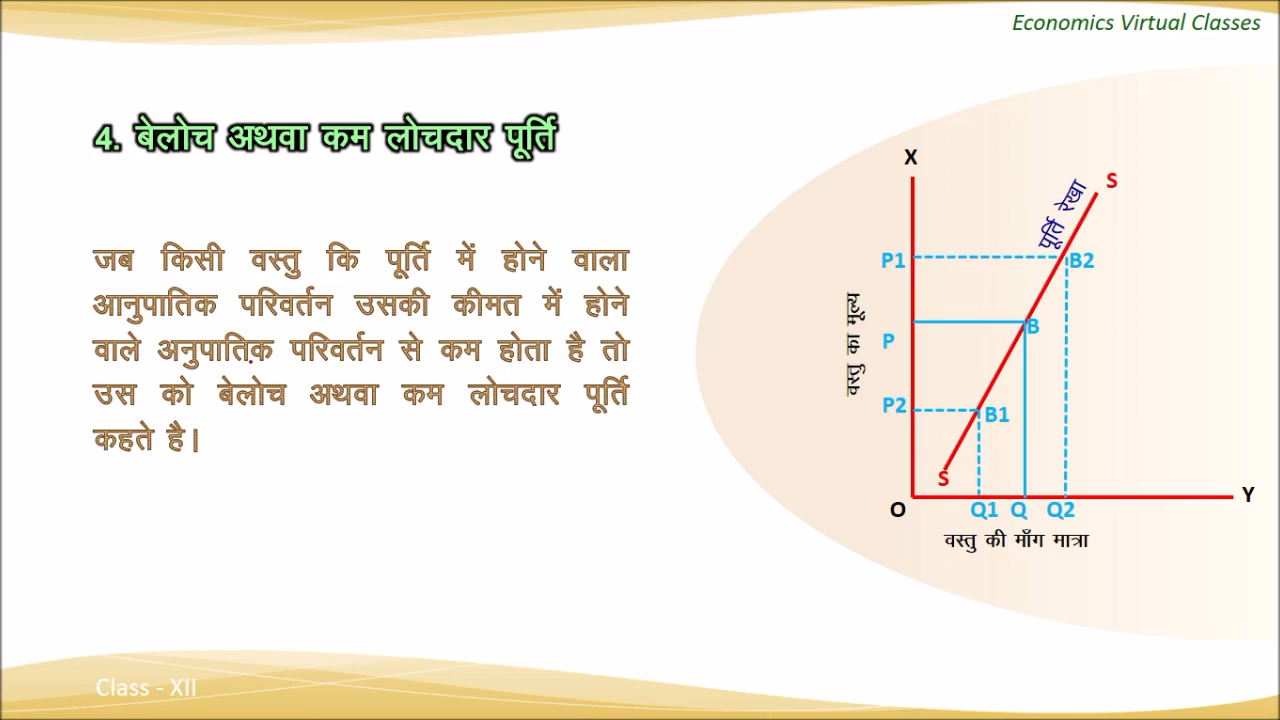 Economics Virtual Classes
4. बेलोच अथवा कम लोचदार पूर्ति
जब किसी वस्तु कि पूर्ति में होने वाला
आनुपातिक परिवर्तन उसकी कीमत में होने
वाले अनुपातिक परिवर्तन से कम होता है तो
उस को बेलोच अथवा कम लोचदार पूर्ति
कहते है।
X
S
पूर्ति रेखा
P1
B2
वस्तु का मूल्य
B
P
P2
B1
S
Y
O
Q1 Q Q2
वस्तु की माँग मात्रा
Class - XII